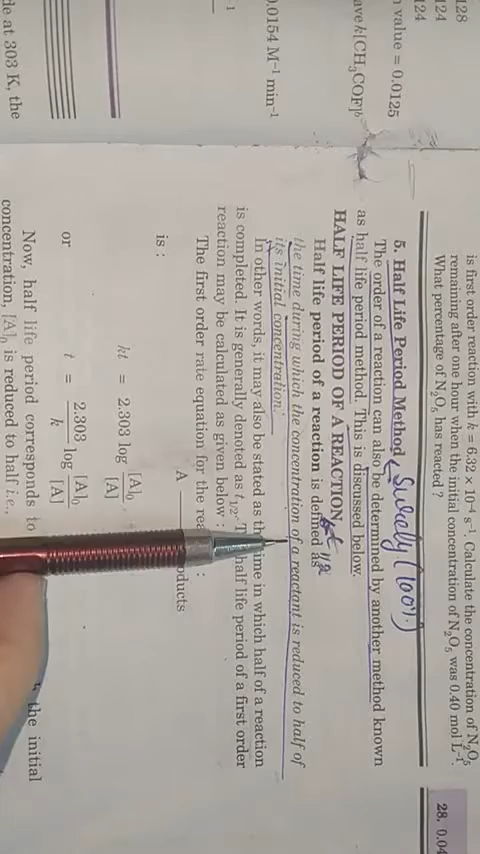 128
124
124
n value = 0.0125
ave k[CH₃COF]ᵇ
0.0154 M⁻¹ min⁻¹
de at 303 K, the
is first order reaction with k = 6.32 × 10⁻⁴ s⁻¹. Calculate the concentration of N₂O₅
remaining after one hour when the initial concentration of N₂O₅ was 0.40 mol L⁻¹.
What percentage of N₂O₅ has reacted ?
28. 0.04
5. Half Life Period Method Surely (100%)
The order of a reaction can also be determined by another method known
as half life period method. This is discussed below.
HALF LIFE PERIOD OF A REACTION
Half life period of a reaction is defined as
the time during which the concentration of a reactant is reduced to half of
its initial concentration.
In other words, it may also be stated as the time in which half of a reaction
is completed. It is generally denoted as t₁/₂. half life period of a first order
reaction may be calculated as given below :
The first order rate equation for the
A
is :
kt = 2.303 log [A]₀/[A]
or t = 2.303/k log [A]₀/[A]
Now, half life period corresponds to the initial
concentration, [A]₀ is reduced to half i.e.,